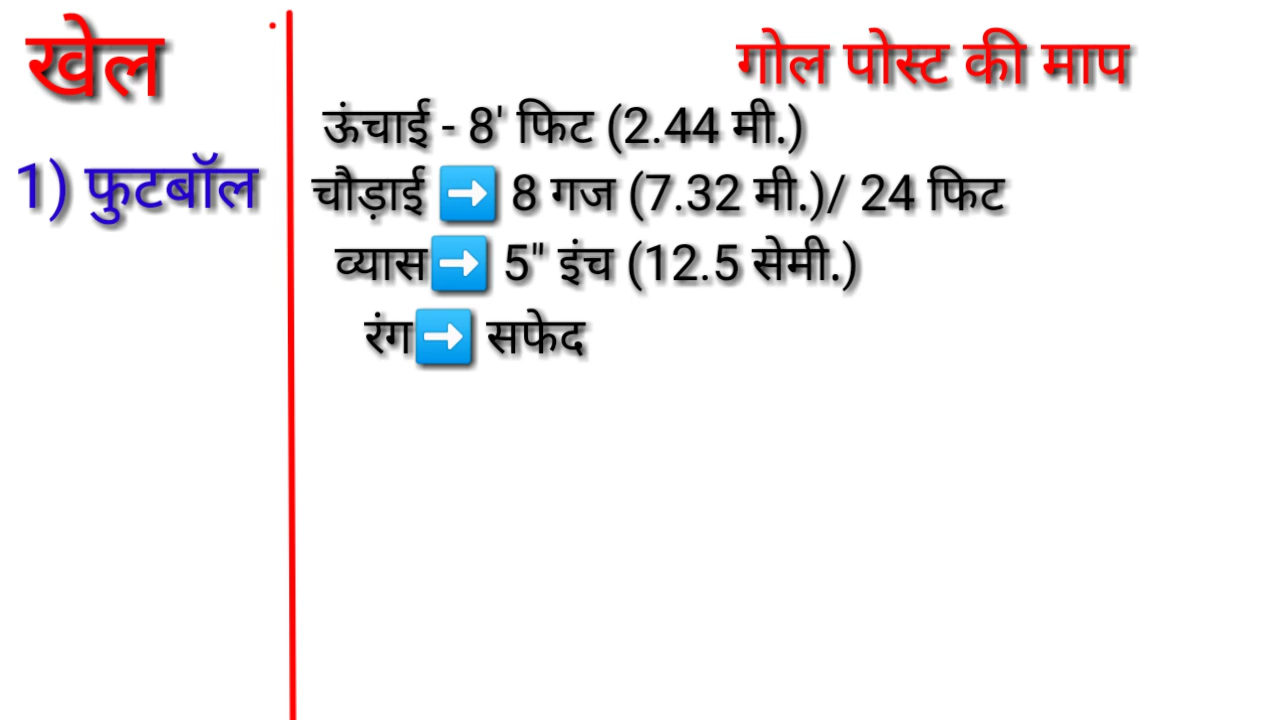 खेल
1) फुटबॉल
गोल पोस्ट की माप
ऊंचाई - 8' फिट (2.44 मी.)
चौड़ाई ➡️ 8 गज (7.32 मी.)/ 24 फिट
व्यास➡️ 5" इंच (12.5 सेमी.)
रंग➡️ सफेद